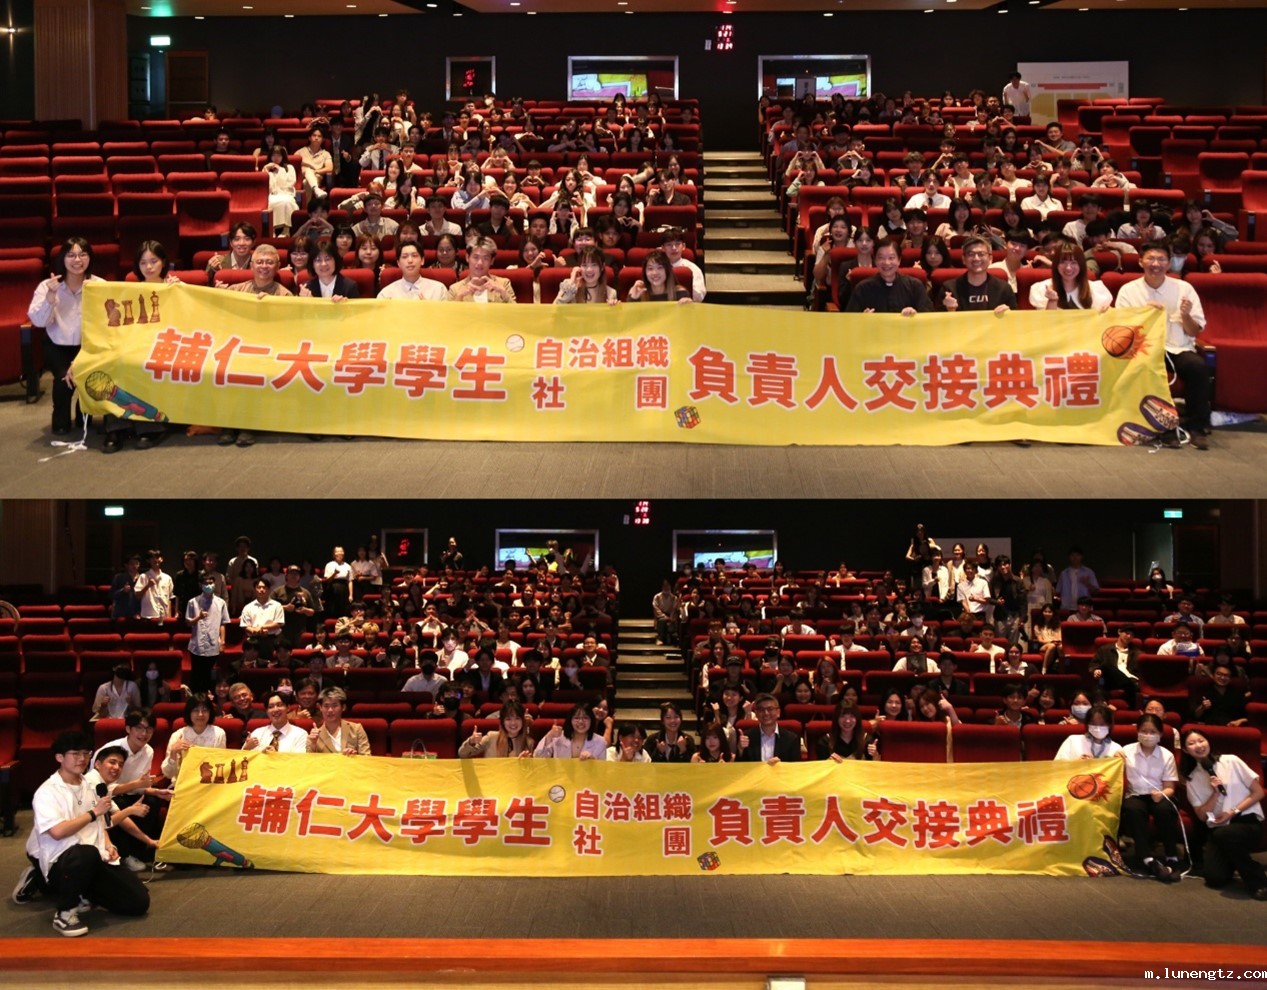 輔仁大學學生 自治組織 社團 負責人交接典禮
CUV
輔仁大學學生 自治組織 社團 負責人交接典禮
m.lunengtz.com